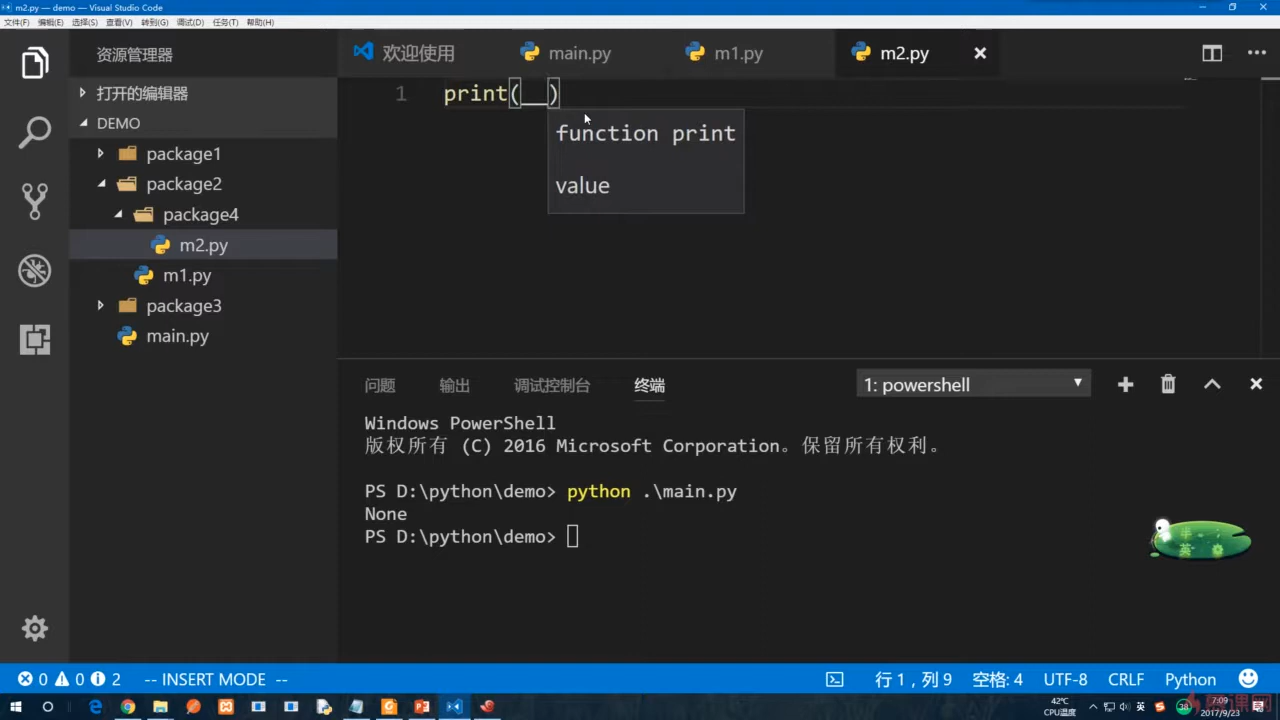 m2.py — demo — Visual Studio Code
文件(F) 编辑(E) 选择(S) 查看(V) 转到(G) 调试(D) 任务(T) 帮助(H)
资源管理器
打开的编辑器
DEMO
package1
package2
package4
m2.py
m1.py
package3
main.py
欢迎使用 main.py m1.py m2.py
1 print(__)
function print
value
问题 输出 调试控制台 终端 1: powershell
Windows PowerShell
版权所有 (C) 2016 Microsoft Corporation。保留所有权利。
PS D:\python\demo> python .\main.py
None
PS D:\python\demo>
半
英
0 0 2 -- INSERT MODE -- 行 1，列 9 空格: 4 UTF-8 CRLF Python
42℃
CPU温度
英
38
7:09
2017/9/23